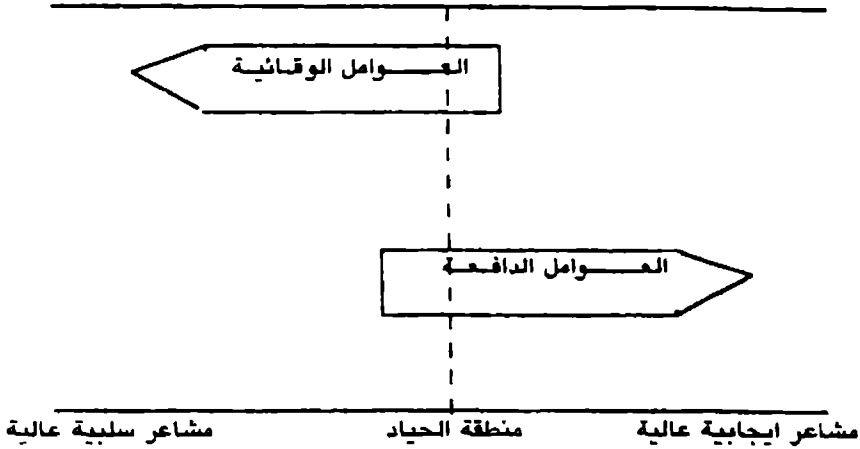 العوامل الوقائية
العوامل الدافعة
مشاعر ايجابية عالية
منطقة الحياد
مشاعر سلبية عالية